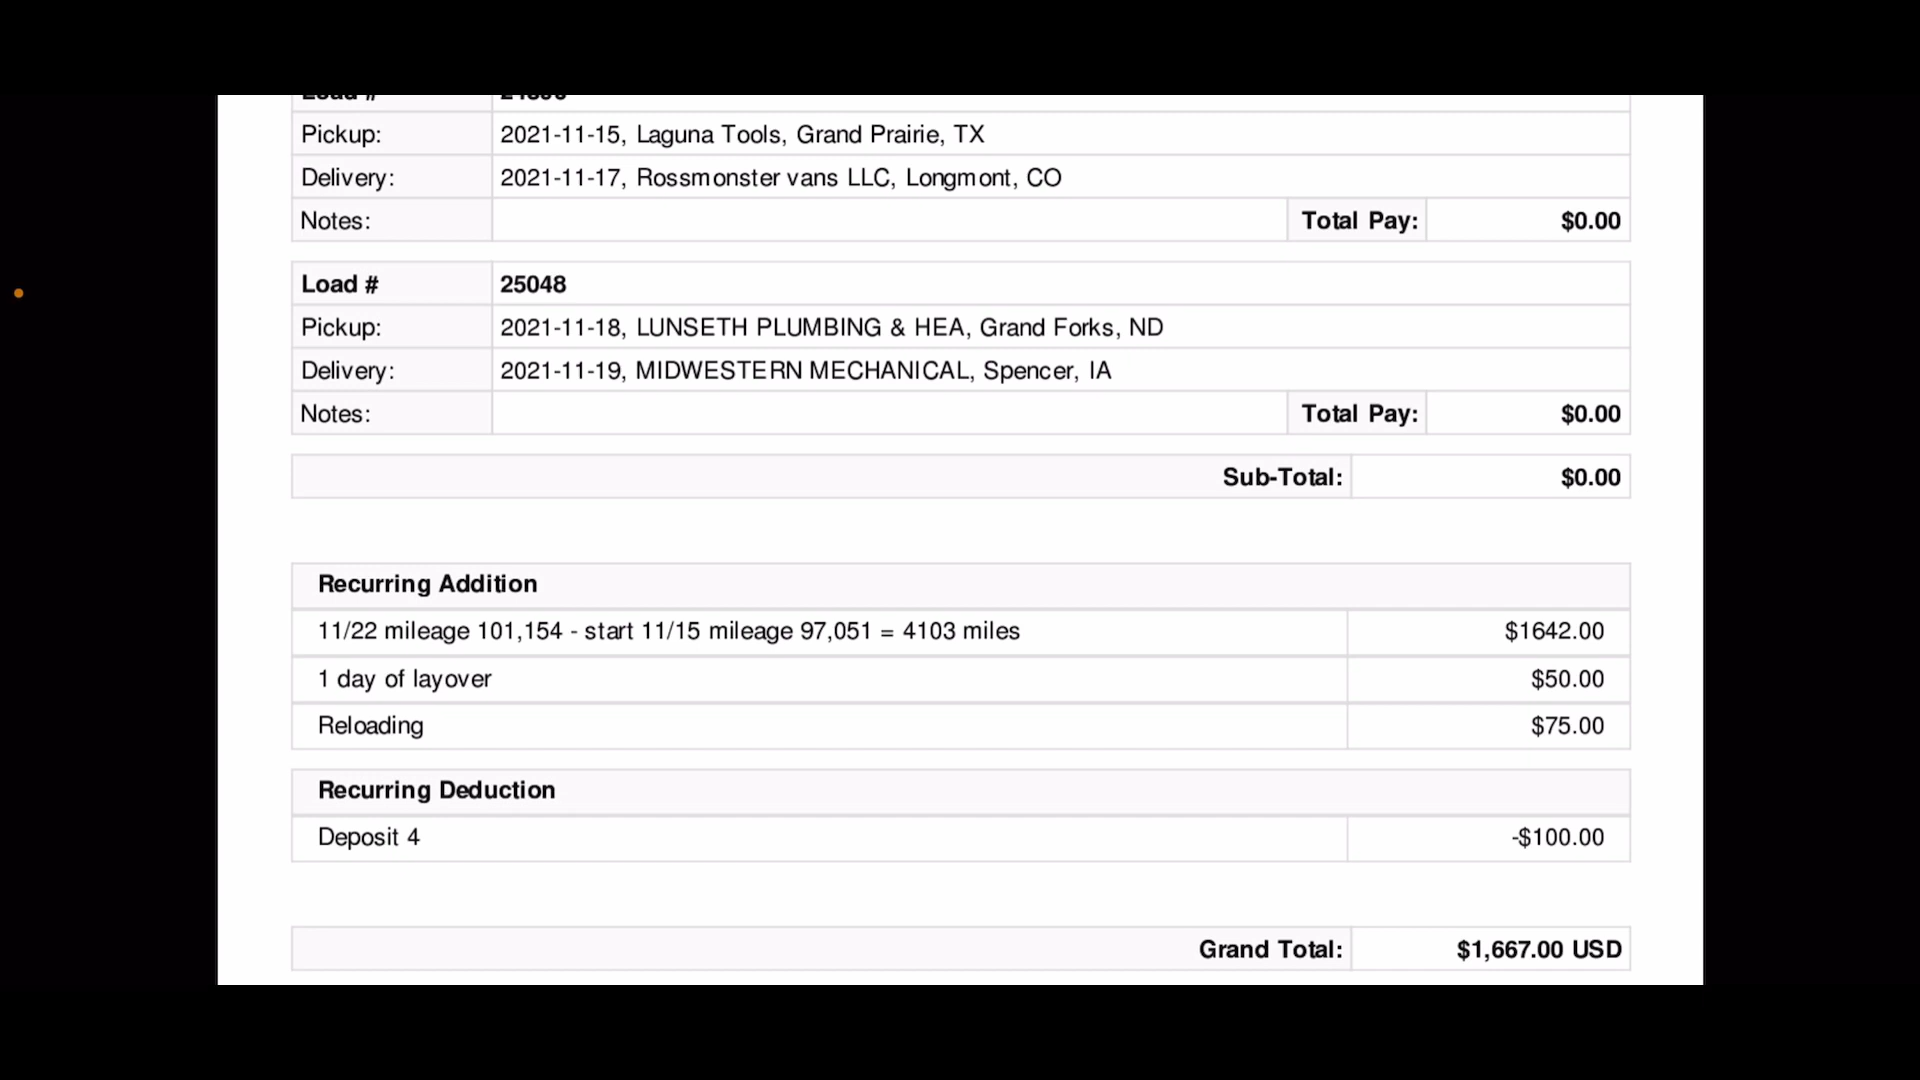 Load #
Pickup: 2021-11-15, Laguna Tools, Grand Prairie, TX
Delivery: 2021-11-17, Rossmonster vans LLC, Longmont, CO
Notes: Total Pay: $0.00
Load # 25048
Pickup: 2021-11-18, LUNSETH PLUMBING & HEA, Grand Forks, ND
Delivery: 2021-11-19, MIDWESTERN MECHANICAL, Spencer, IA
Notes: Total Pay: $0.00
Sub-Total: $0.00
Recurring Addition
11/22 mileage 101,154 - start 11/15 mileage 97,051 = 4103 miles $1642.00
1 day of layover $50.00
Reloading $75.00
Recurring Deduction
Deposit 4 -$100.00
Grand Total: $1,667.00 USD